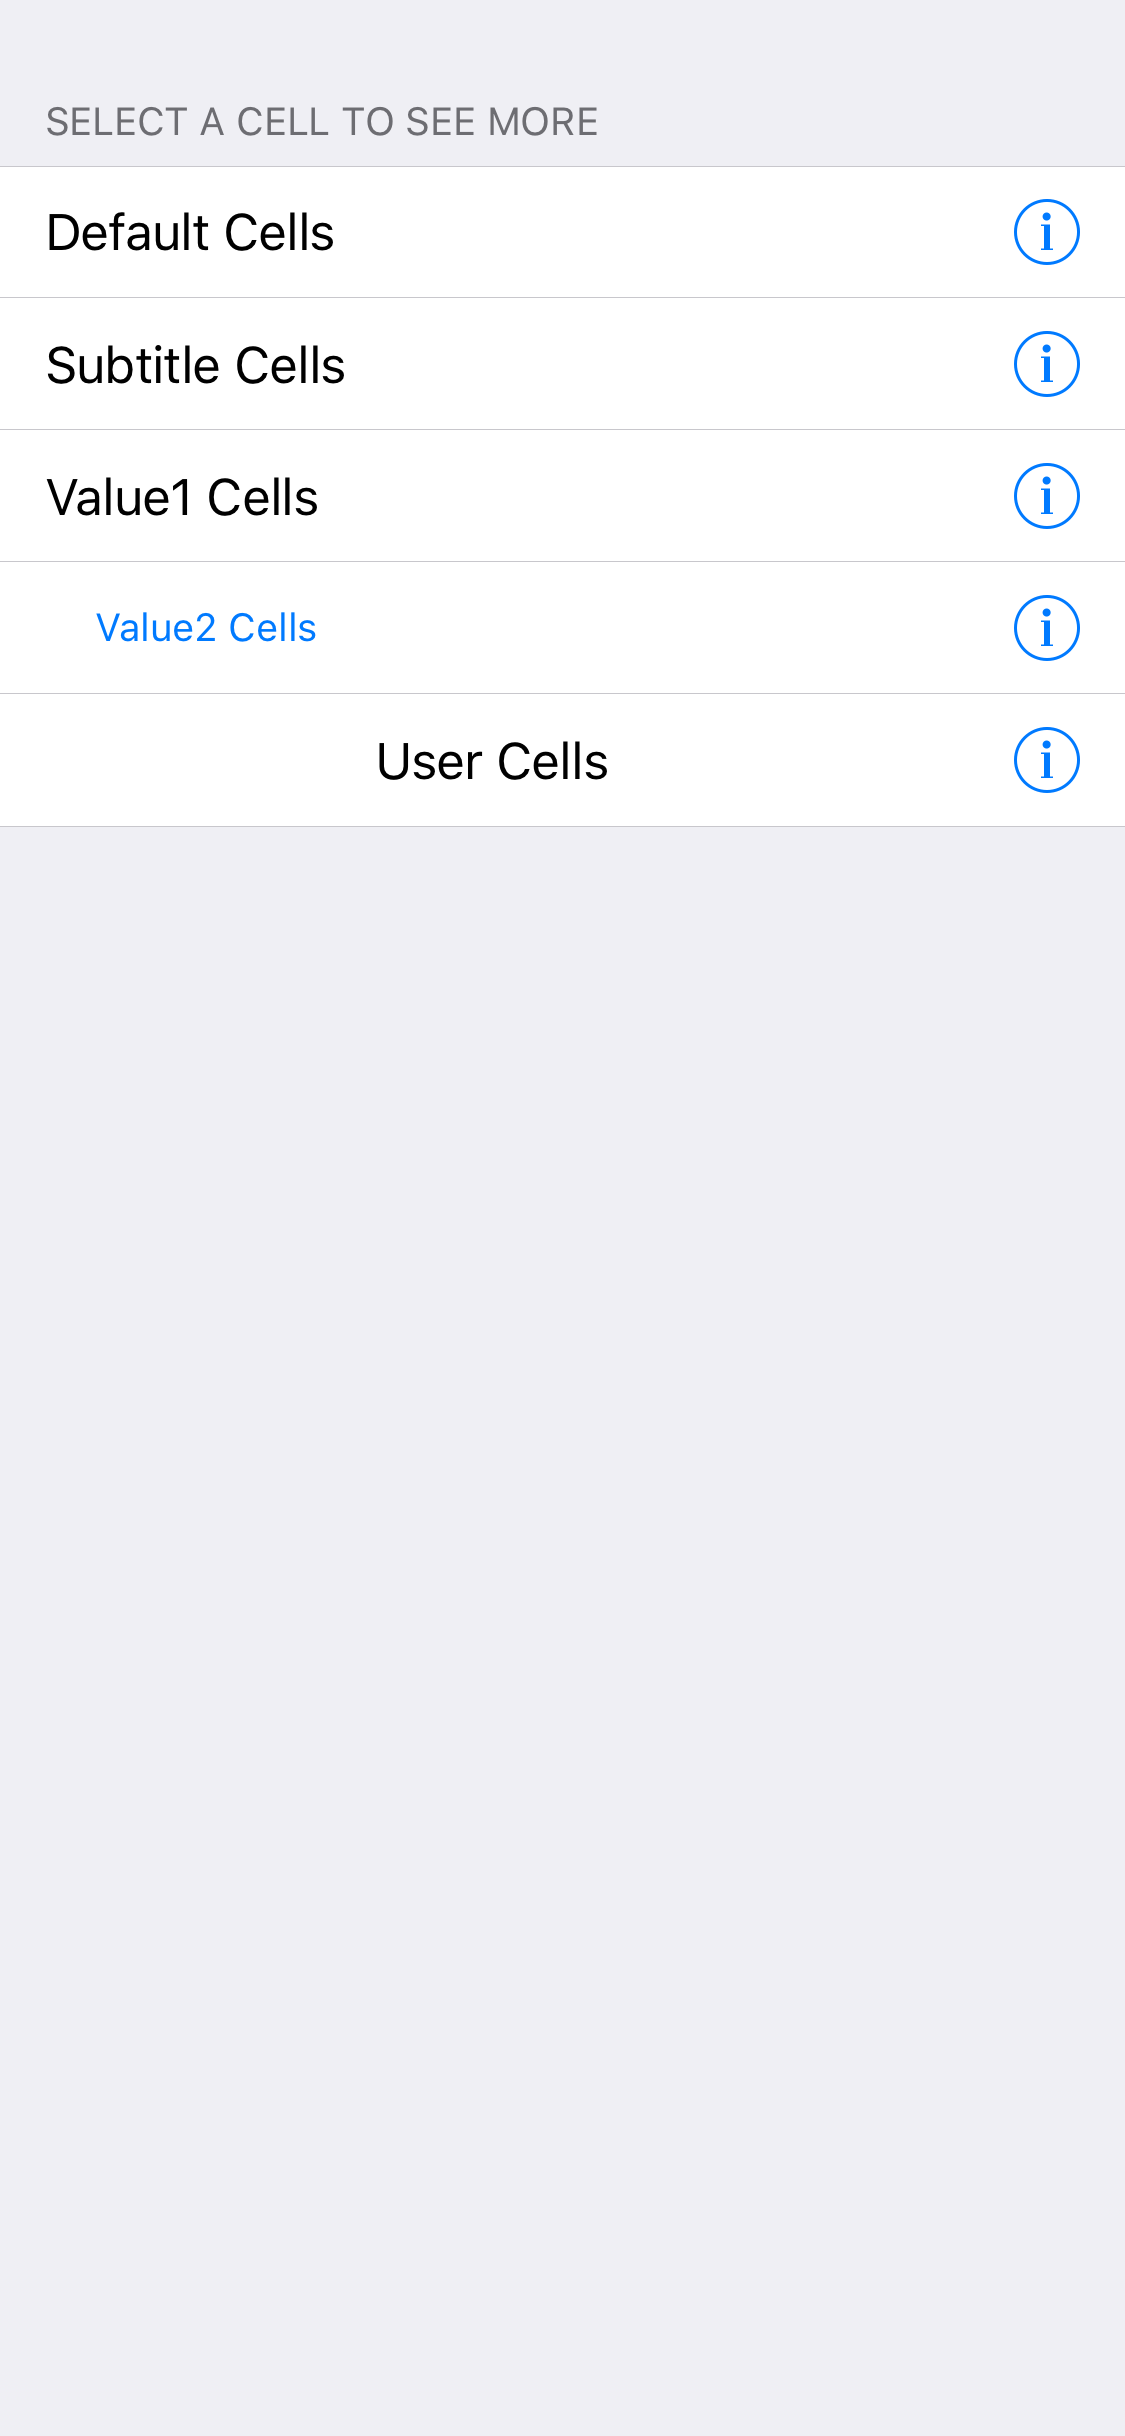 SELECT A CELL TO SEE MORE
Default Cells
Subtitle Cells
Value1 Cells
Value2 Cells
User Cells